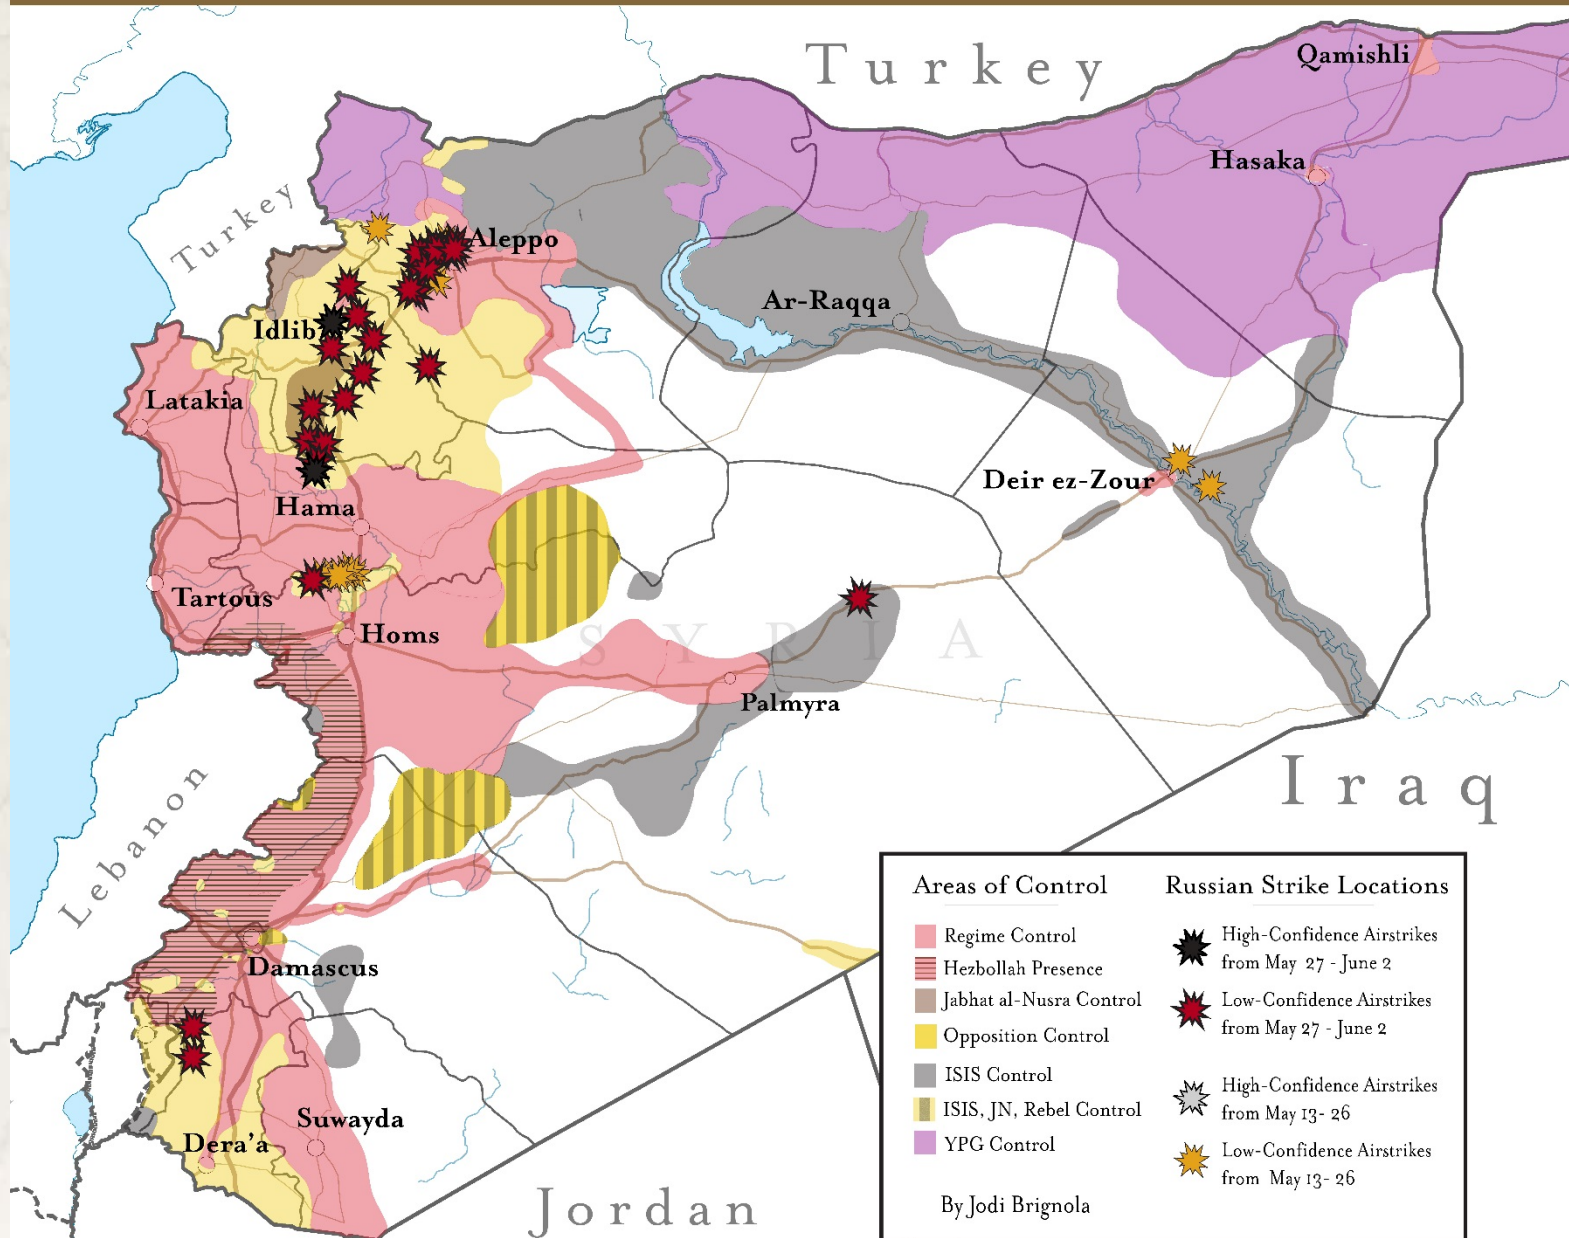 Turkey
Qamishli
Hasaka
Turkey
Aleppo
Ar-Raqqa
Idlib
Latakia
Deir ez-Zour
Hama
Tartous
Homs
SYRIA
Palmyra
Iraq
Lebanon
Damascus
Suwayda
Dera'a
Jordan
Areas of Control
Regime Control
Hezbollah Presence
Jabhat al-Nusra Control
Opposition Control
ISIS Control
ISIS, JN, Rebel Control
YPG Control
By Jodi Brignola
Russian Strike Locations
High-Confidence Airstrikes
from May 27 - June 2
Low-Confidence Airstrikes
from May 27 - June 2
High-Confidence Airstrikes
from May 13- 26
Low-Confidence Airstrikes
from May 13- 26